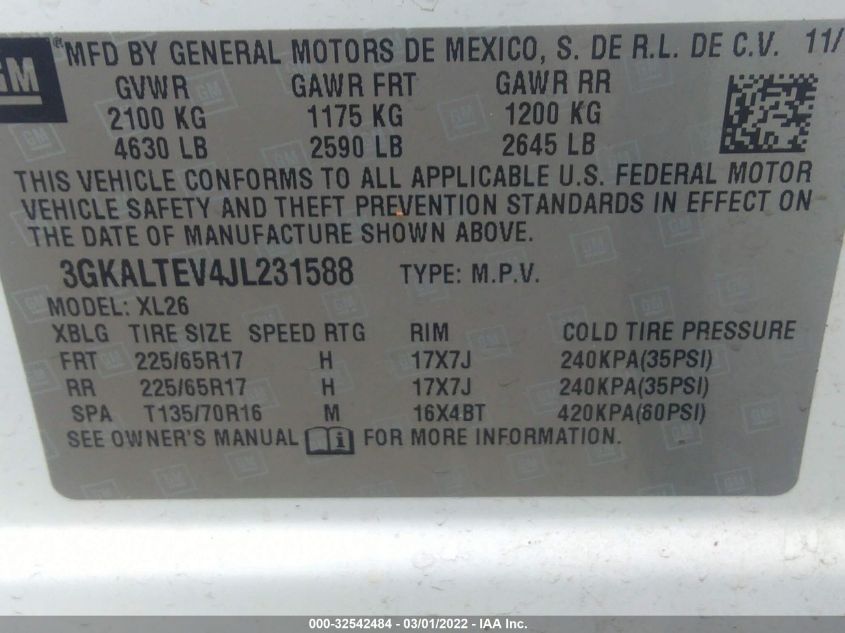 GM
®MFD BY GENERAL MOTORS DE MEXICO, S. DE R.L. DE C.V. 11/
GVWR GAWR FRT GAWR RR
2100 KG 1175 KG 1200 KG
4630 LB 2590 LB 2645 LB
THIS VEHICLE CONFORMS TO ALL APPLICABLE U.S. FEDERAL MOTOR
VEHICLE SAFETY AND THEFT PREVENTION STANDARDS IN EFFECT ON
THE DATE OF MANUFACTURE SHOWN ABOVE.
3GKALTEV4JL231588 TYPE: M.P.V.
MODEL: XL26
XBLG TIRE SIZE SPEED RTG RIM COLD TIRE PRESSURE
FRT 225/65R17 H 17X7J 240KPA(35PSI)
RR 225/65R17 H 17X7J 240KPA(35PSI)
SPA T135/70R16 M 16X4BT 420KPA(60PSI)
SEE OWNER'S MANUAL i FOR MORE INFORMATION.
000-32542484 - 03/01/2022 - IAA Inc.